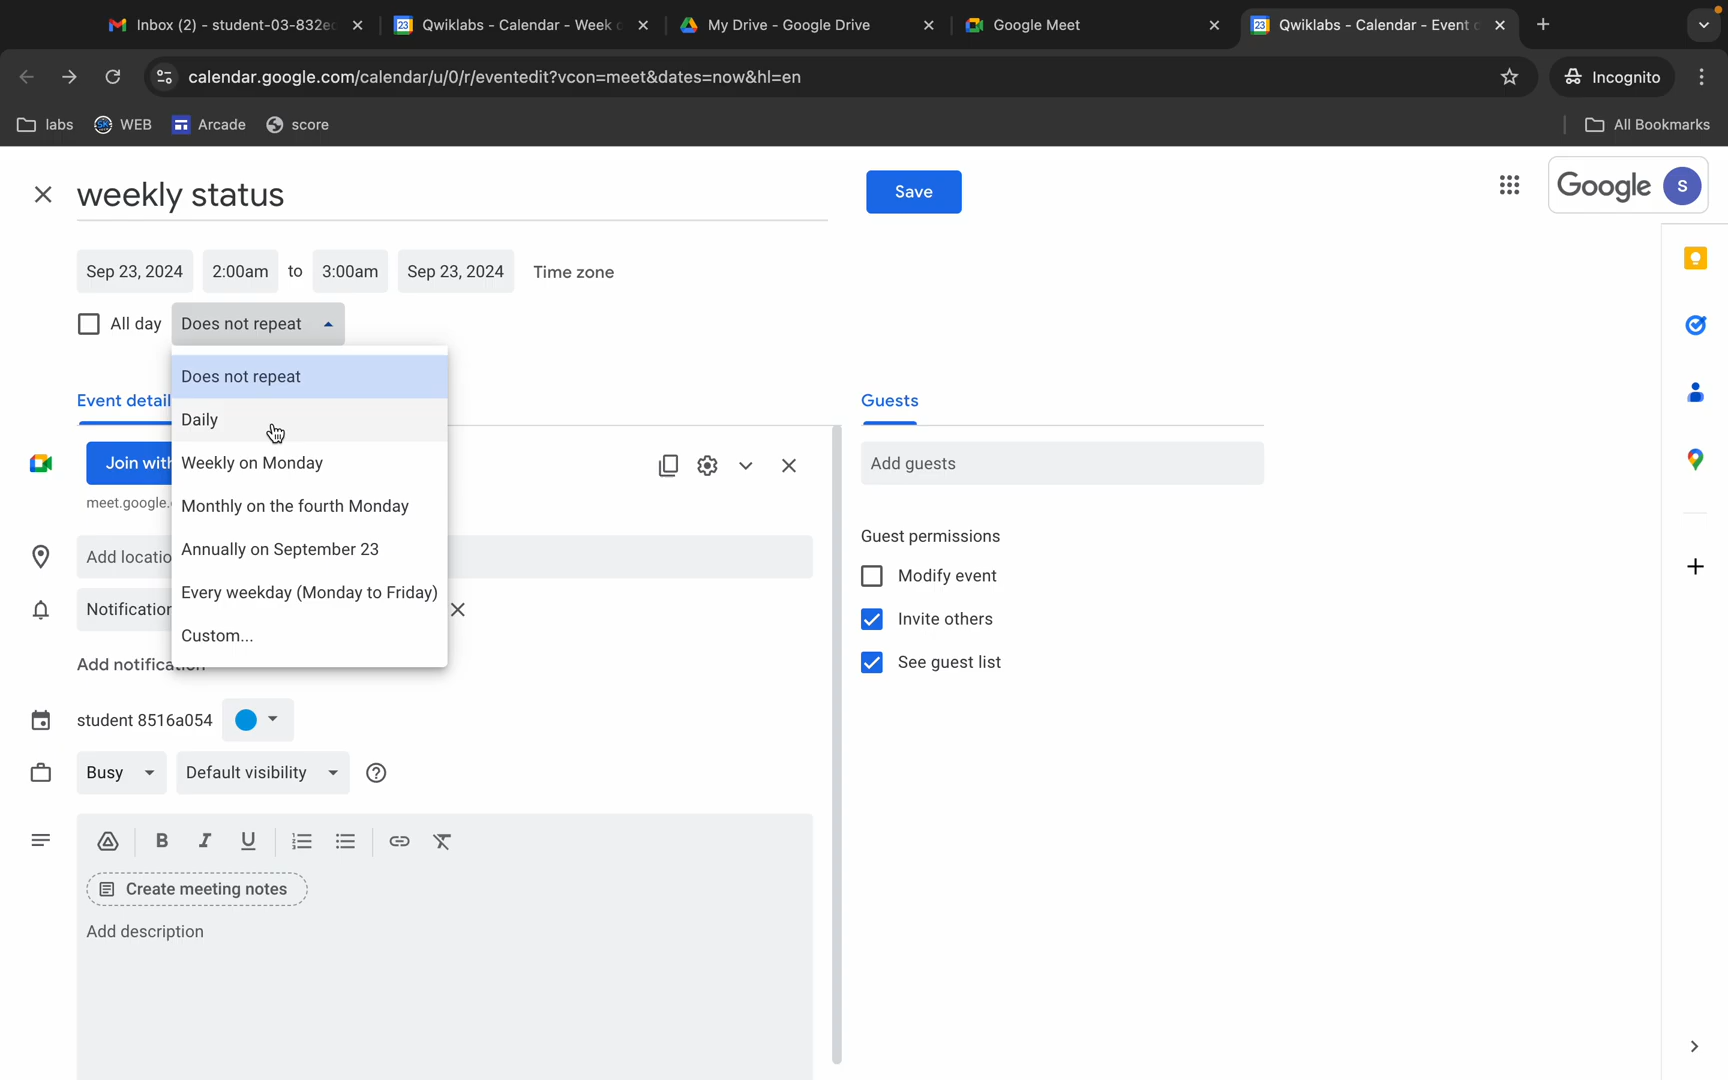 Inbox (2) - student-03-832ec
Qwiklabs - Calendar - Week o
My Drive - Google Drive
Google Meet
Qwiklabs - Calendar - Event d
calendar.google.com/calendar/u/0/r/eventedit?vcon=meet&dates=now&hl=en
Incognito
labs
WEB
Arcade
score
All Bookmarks
weekly status
Save
Google
S
Sep 23, 2024
2:00am
to
3:00am
Sep 23, 2024
Time zone
All day
Does not repeat
Does not repeat
Daily
Weekly on Monday
Monthly on the fourth Monday
Annually on September 23
Every weekday (Monday to Friday)
Custom...
Event detail
Guests
Join with
meet.google.
Add guests
Guest permissions
Add locatio
Modify event
Notification
Invite others
Add notification
See guest list
student 8516a054
Busy
Default visibility
B I U
Create meeting notes
Add description